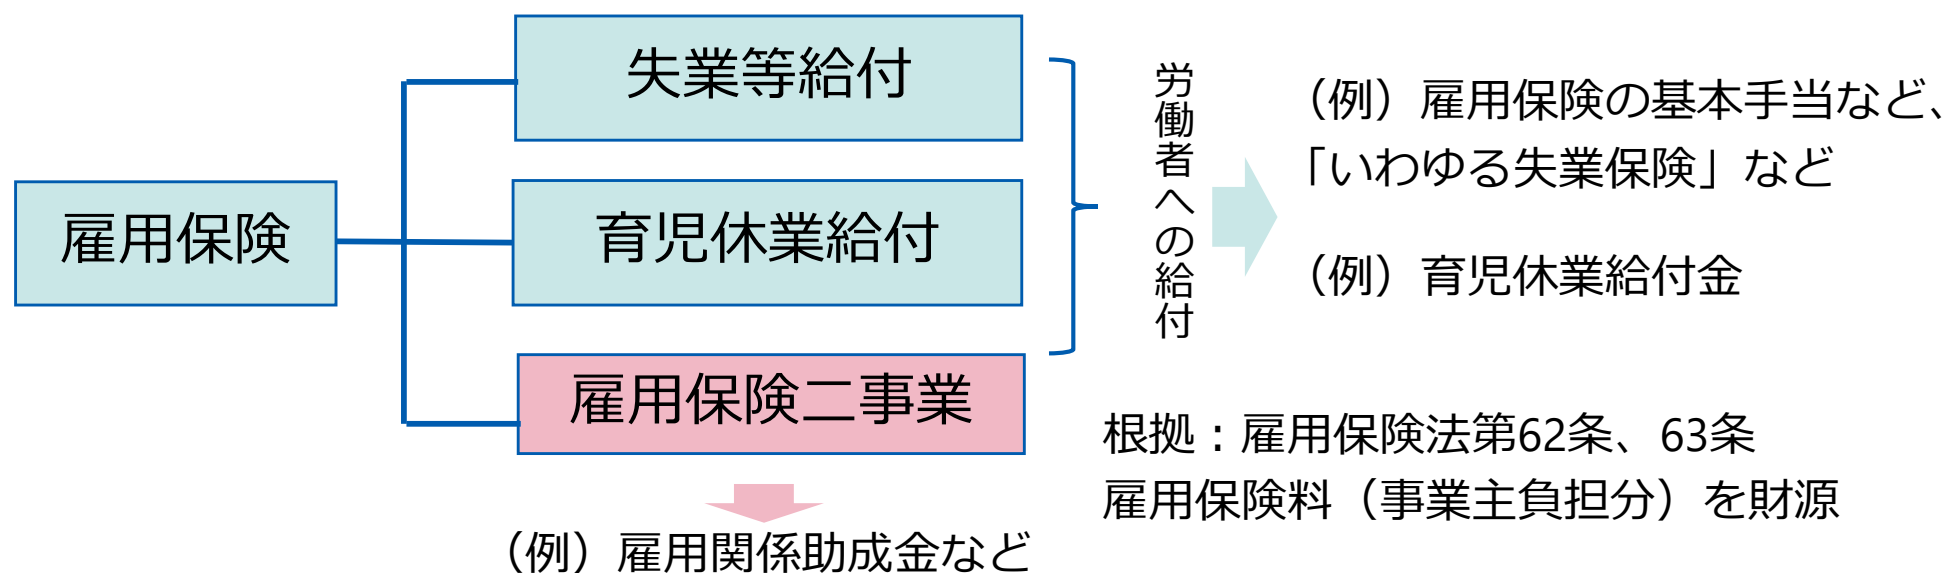 雇用保険
失業等給付
育児休業給付
雇用保険二事業
労働者への給付
（例）雇用保険の基本手当など、
「いわゆる失業保険」など
（例）育児休業給付金
根拠：雇用保険法第62条、63条
雇用保険料（事業主負担分）を財源
（例）雇用関係助成金など